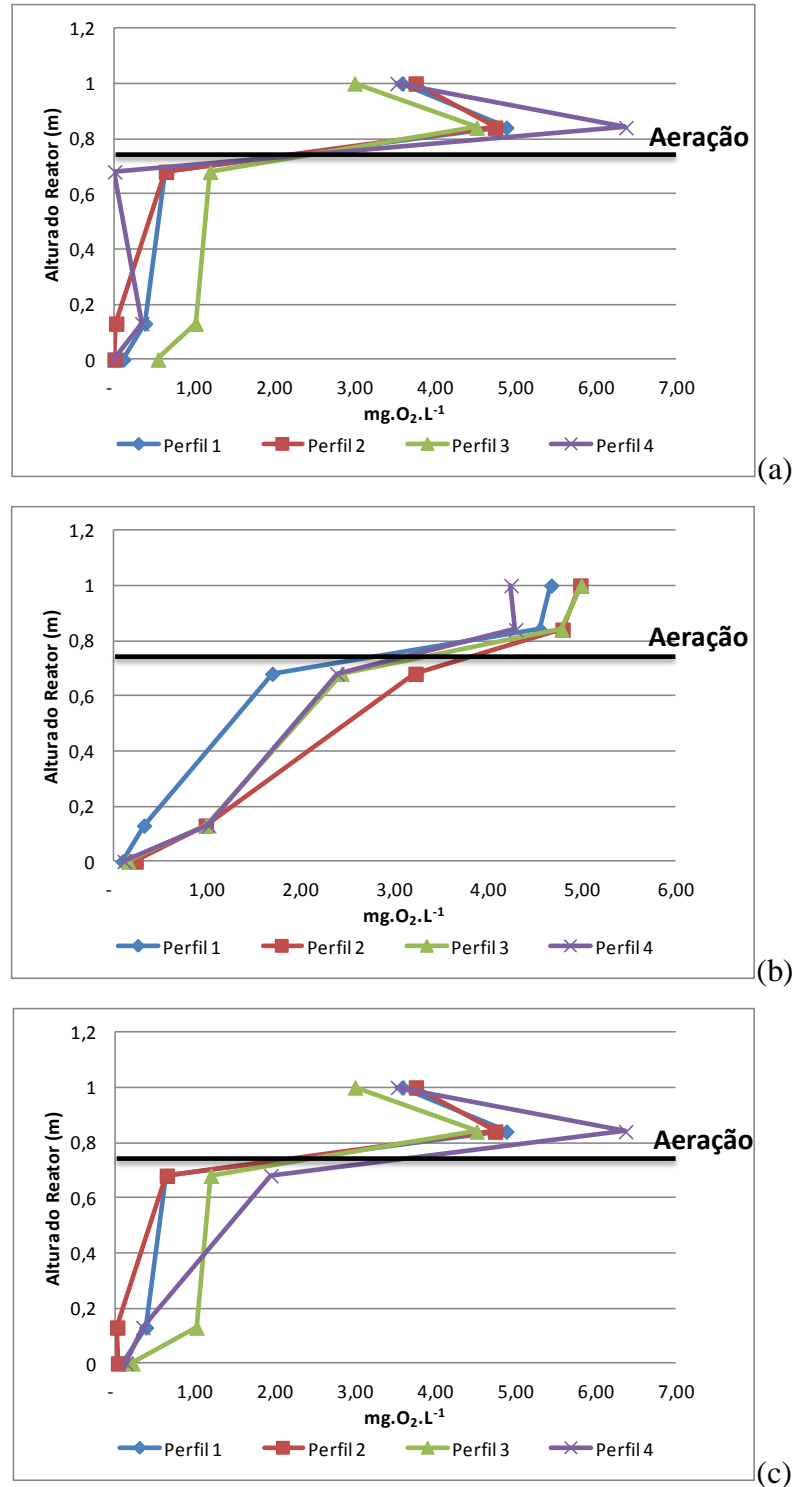 1,2
1
0,8
0,6
0,4
0,2
0
Alturado Reator (m)
Aeração
- 1,00 2,00 3,00 4,00 5,00 6,00 7,00
mg.O₂.L⁻¹
Perfil 1 Perfil 2 Perfil 3 Perfil 4
(a)
1,2
1
0,8
0,6
0,4
0,2
0
Alturado Reator (m)
Aeração
- 1,00 2,00 3,00 4,00 5,00 6,00
mg.O₂.L⁻¹
Perfil 1 Perfil 2 Perfil 3 Perfil 4
(b)
1,2
1
0,8
0,6
0,4
0,2
0
Alturado Reator (m)
Aeração
- 1,00 2,00 3,00 4,00 5,00 6,00 7,00
mg.O₂.L⁻¹
Perfil 1 Perfil 2 Perfil 3 Perfil 4
(c)